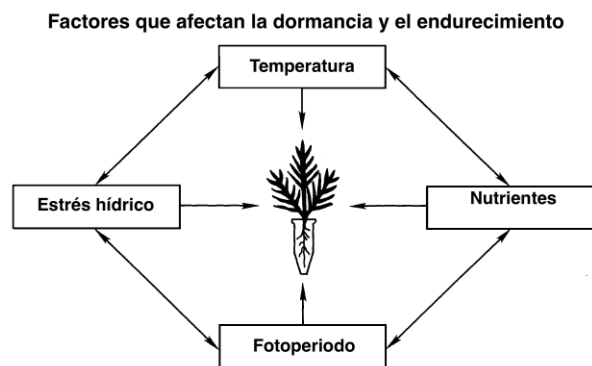 Factores que afectan la dormancia y el endurecimiento
Temperatura
Estrés hídrico
Nutrientes
Fotoperiodo